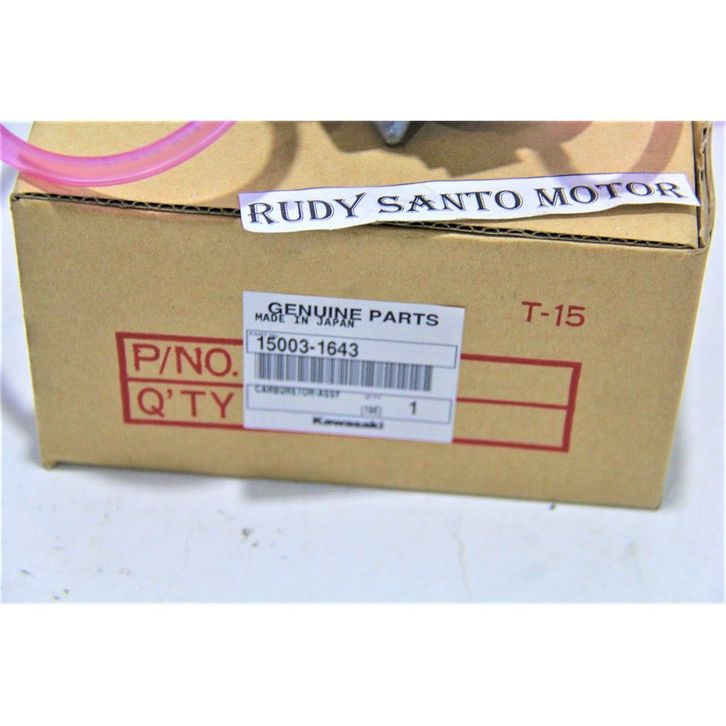 RUDY SANTO MOTOR
T-15
GENUINE PARTS
MADE IN JAPAN
15003-1643
P/NO.
CARBURETOR-ASSY
Q'TY
1
Kawasaki